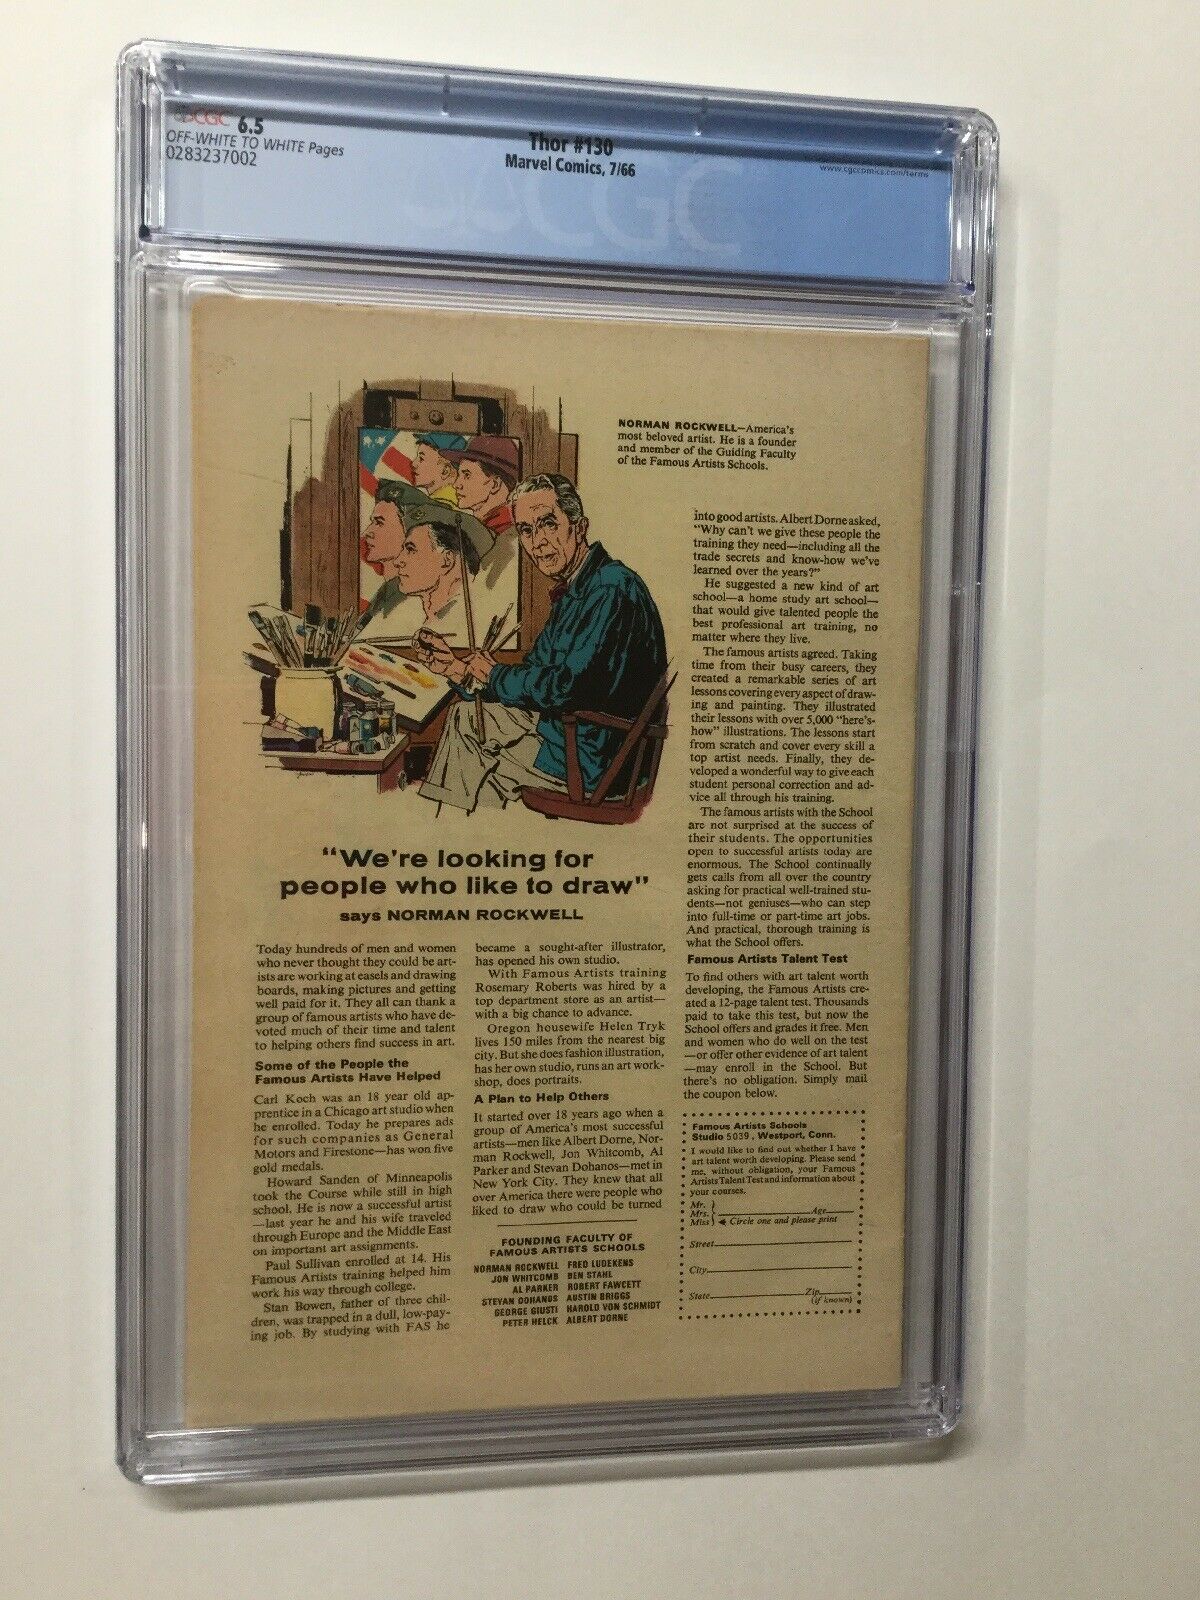 CGC 6.5
OFF-WHITE TO WHITE Pages
0283237002
Thor #130
Marvel Comics, 7/66
www.cgccomics.com/terms
CGC
NORMAN ROCKWELL—America's
most beloved artist. He is a founder
and member of the Guiding Faculty
of the Famous Artists Schools.
"We're looking for
people who like to draw"
says NORMAN ROCKWELL
Today hundreds of men and women
who never thought they could be art-
ists are working at easels and drawing
boards, making pictures and getting
well paid for it. They all can thank a
group of famous artists who have de-
voted much of their time and talent
to helping others find success in art.
Some of the People the
Famous Artists Have Helped
Carl Koch was an 18 year old ap-
prentice in a Chicago art studio when
he enrolled. Today he prepares ads
for such companies as General
Motors and Firestone—has won five
gold medals.
Howard Sanden of Minneapolis
took the Course while still in high
school. He is now a successful artist
—last year he and his wife traveled
through Europe and the Middle East
on important art assignments.
Paul Sullivan enrolled at 14. His
Famous Artists training helped him
work his way through college.
Stan Bowen, father of three chil-
dren, was trapped in a dull, low-pay-
ing job. By studying with FAS he
became a sought-after illustrator,
has opened his own studio.
With Famous Artists training
Rosemary Roberts was hired by a
top department store as an artist—
with a big chance to advance.
Oregon housewife Helen Tryk
lives 150 miles from the nearest big
city. But she does fashion illustration,
has her own studio, runs an art work-
shop, does portraits.
A Plan to Help Others
It started over 18 years ago when a
group of America's most successful
artists—men like Albert Dorne, Nor-
man Rockwell, Jon Whitcomb, Al
Parker and Stevan Dohanos—met in
New York City. They knew that all
over America there were people who
liked to draw who could be turned
FOUNDING FACULTY OF
FAMOUS ARTISTS SCHOOLS
NORMAN ROCKWELL FRED LUDEKENS
JON WHITCOMB BEN STAHL
AL PARKER ROBERT FAWCETT
STEVAN DOHANOS AUSTIN BRIGGS
GEORGE GIUSTI HAROLD VON SCHMIDT
PETER HELCK ALBERT DORNE
into good artists. Albert Dorne asked,
"Why can't we give these people the
training they need—including all the
trade secrets and know-how we've
learned over the years?"
He suggested a new kind of art
school—a home study art school—
that would give talented people the
best professional art training, no
matter where they live.
The famous artists agreed. Taking
time from their busy careers, they
created a remarkable series of art
lessons covering every aspect of draw-
ing and painting. They illustrated
their lessons with over 5,000 "here's-
how" illustrations. The lessons start
from scratch and cover every skill a
top artist needs. Finally, they de-
veloped a wonderful way to give each
student personal correction and ad-
vice all through his training.
The famous artists with the School
are not surprised at the success of
their students. The opportunities
open to successful artists today are
enormous. The School continually
gets calls from all over the country
asking for practical well-trained stu-
dents—not geniuses—who can step
into full-time or part-time art jobs.
And practical, thorough training is
what the School offers.
Famous Artists Talent Test
To find others with art talent worth
developing, the Famous Artists cre-
ated a 12-page talent test. Thousands
paid to take this test, but now the
School offers and grades it free. Men
and women who do well on the test
—or offer other evidence of art talent
—may enroll in the School. But
there's no obligation. Simply mail
the coupon below.
Famous Artists Schools
Studio 5039, Westport, Conn.
I would like to find out whether I have
art talent worth developing. Please send
me, without obligation, your Famous
Artists Talent Test and information about
your courses.
Mr.
Mrs. Age
Miss Circle one and please print
Street
City
State Zip
(if known)